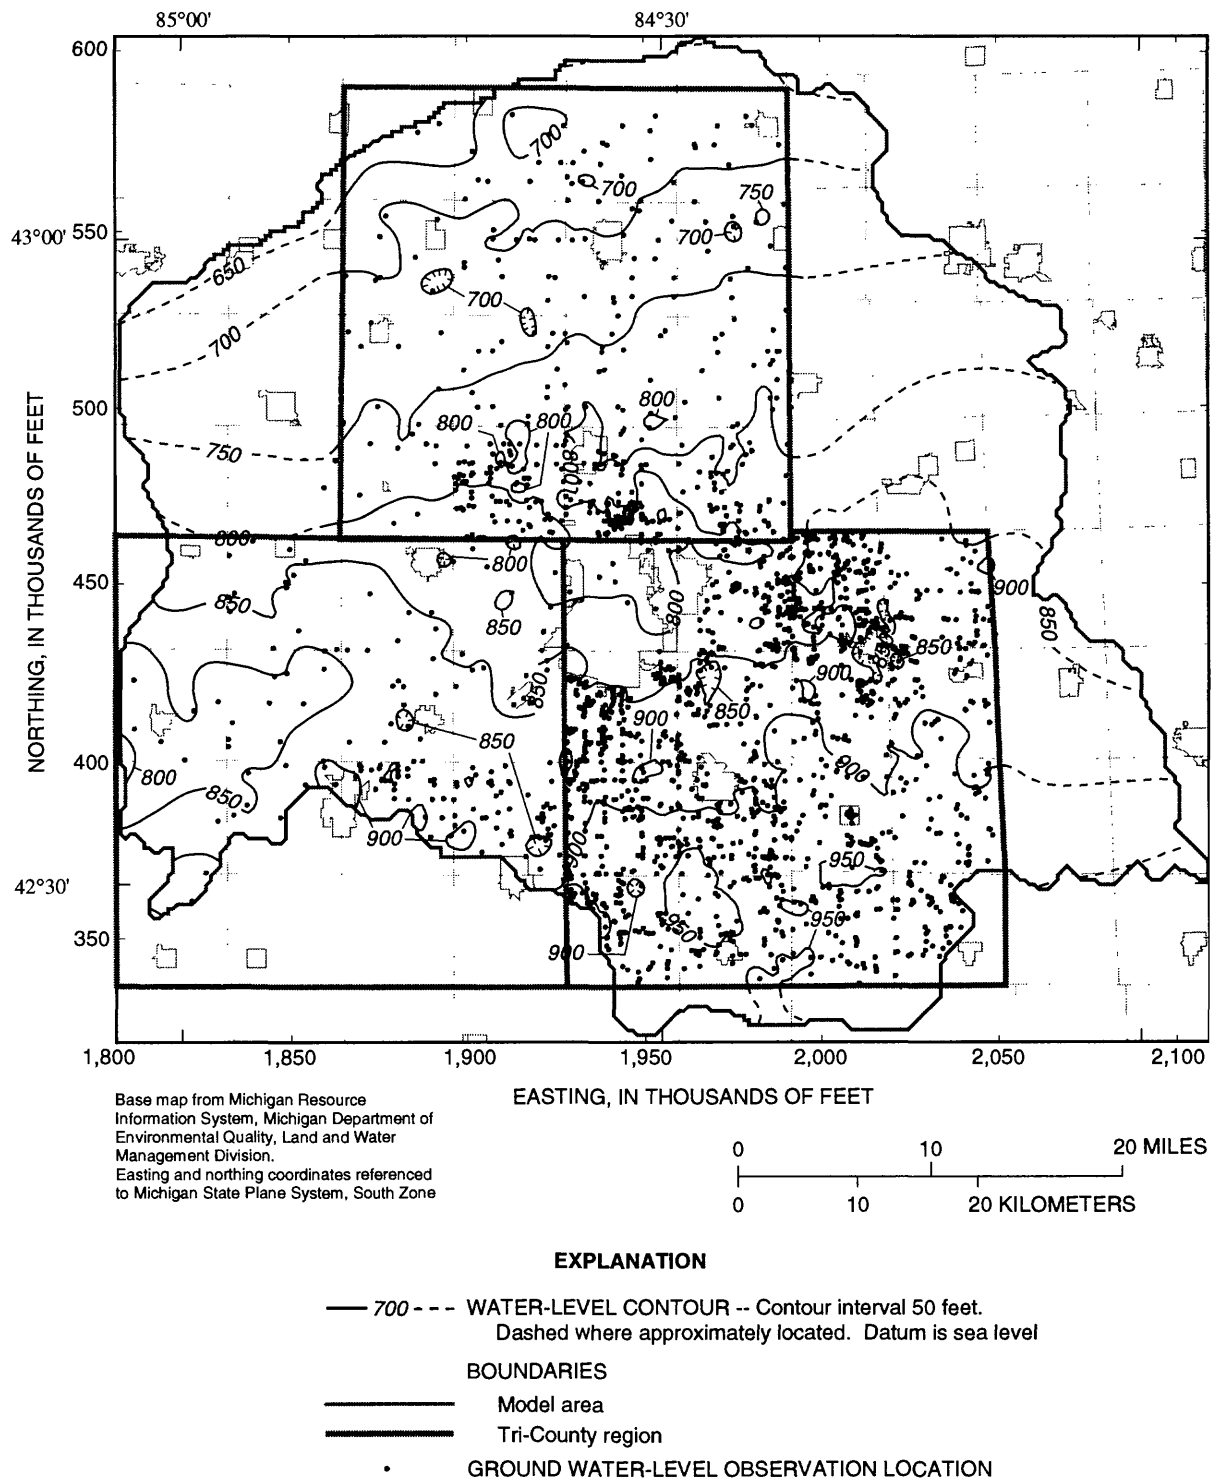 85°00' 84°30'
600
550
43°00'
500
450
400
42°30'
350
NORTHING, IN THOUSANDS OF FEET
700
700
750
700
650
700
700
800
800
800
750
800
800
800
850
850
900
850
800
850
900
850
850
850
850
900
850
900
800
850
900
900
950
950
950
900
1,800 1,850 1,900 1,950 2,000 2,050 2,100
EASTING, IN THOUSANDS OF FEET
Base map from Michigan Resource
Information System, Michigan Department of
Environmental Quality, Land and Water
Management Division.
Easting and northing coordinates referenced
to Michigan State Plane System, South Zone
0 10 20 MILES
0 10 20 KILOMETERS
EXPLANATION
700 WATER-LEVEL CONTOUR -- Contour interval 50 feet.
Dashed where approximately located. Datum is sea level
BOUNDARIES
Model area
Tri-County region
GROUND WATER-LEVEL OBSERVATION LOCATION